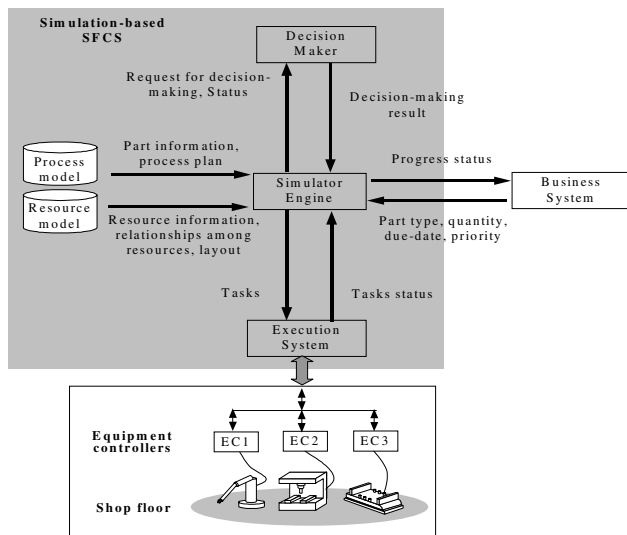 Simulation-based
SFCS
Decision
Maker
Request for decision-
making, Status
Decision-making
result
Part information,
process plan
Process
model
Resource
model
Simulator
Engine
Progress status
Business
System
Resource information,
relationships among
resources, layout
Part type, quantity,
due-date, priority
Tasks
Tasks status
Execution
System
Equipment
controllers
EC1
EC2
EC3
Shop floor